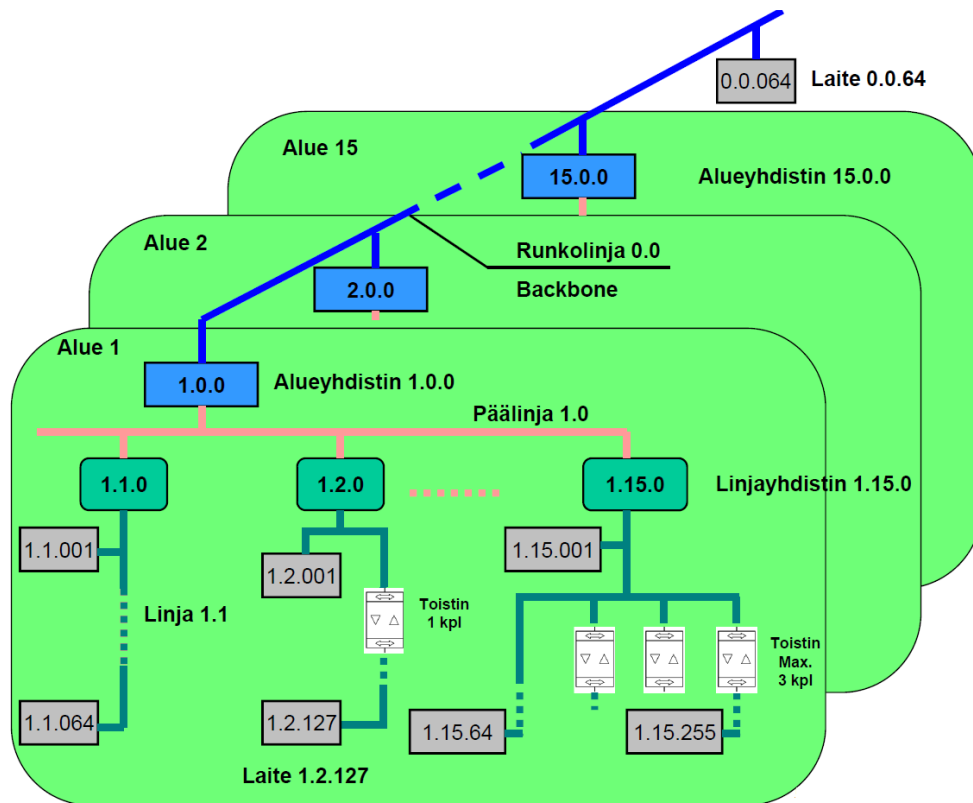 0.0.064
Laite 0.0.64
Alue 15
15.0.0
Alueyhdistin 15.0.0
Alue 2
Runkolinja 0.0
2.0.0
Backbone
Alue 1
1.0.0
Alueyhdistin 1.0.0
Päälinja 1.0
1.1.0
1.2.0
1.15.0
Linjayhdistin 1.15.0
1.1.001
1.2.001
1.15.001
Linja 1.1
Toistin
1 kpl
Toistin
Max.
3 kpl
1.1.064
1.2.127
1.15.64
1.15.255
Laite 1.2.127